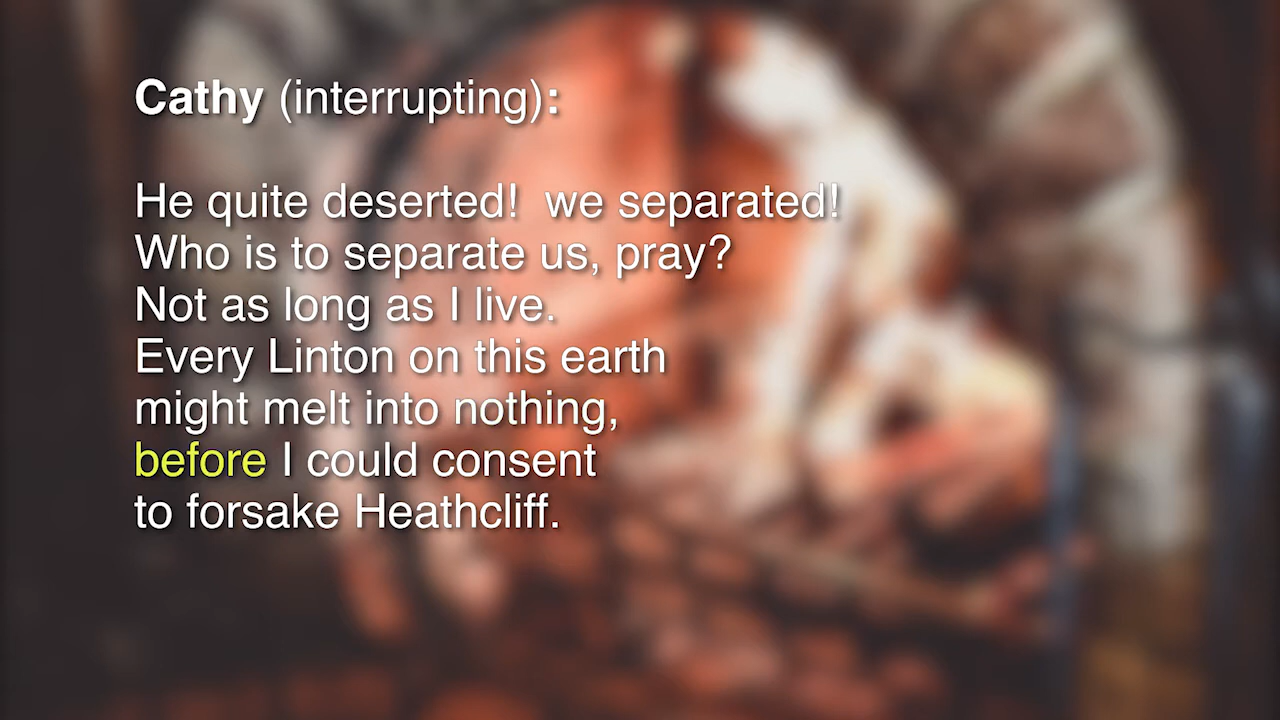 Cathy (interrupting):
He quite deserted!  we separated!
Who is to separate us, pray?
Not as long as I live.
Every Linton on this earth
might melt into nothing,
before I could consent
to forsake Heathcliff.